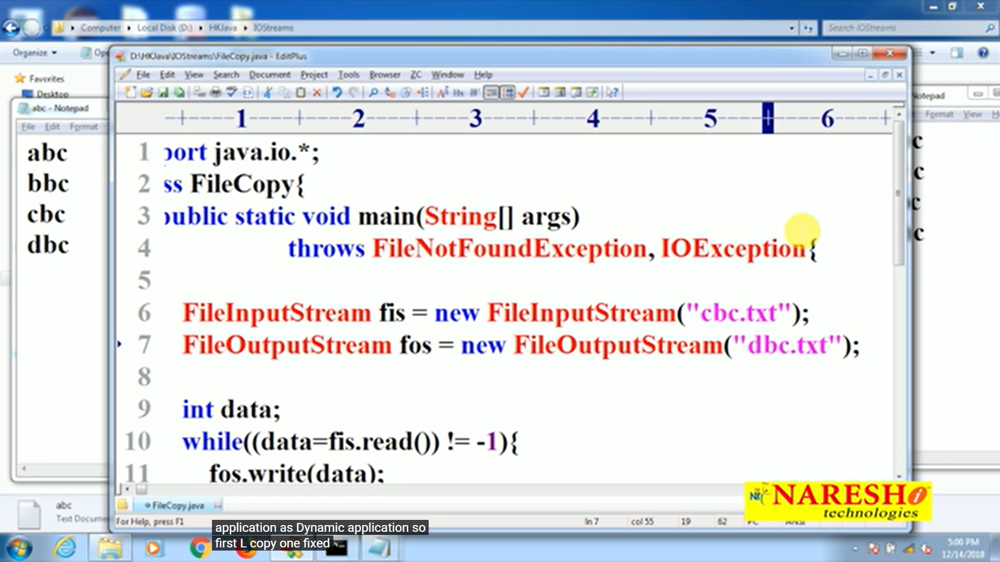 Computer ▸ Local Disk (D:) ▸ HKJava ▸ IOStreams
Search IOStreams
Organize
D:\HKJava\IOStreams\FileCopy.java - EditPlus
Favorites
Desktop
File Edit View Search Document Project Tools Browser ZC Window Help
abc - Notepad
File Edit Format
Notepad
Format View
abc
bbc
cbc
dbc
----+----1----+----2----+----3----+----4----+----5----+----6----+
1 port java.io.*;
2 ss FileCopy{
3 public static void main(String[] args)
4 throws FileNotFoundException, IOException{
5
6 FileInputStream fis = new FileInputStream("cbc.txt");
7 FileOutputStream fos = new FileOutputStream("dbc.txt");
8
9 int data;
10 while((data=fis.read()) != -1){
11 fos.write(data);
c
c
c
c
FileCopy.java
abc
Text Docume
For Help, press F1
ln 7 col 55 19 62 PC ANSI
NARESH i
technologies
application as Dynamic application so
first L copy one fixed
5:00 PM
12/14/2018